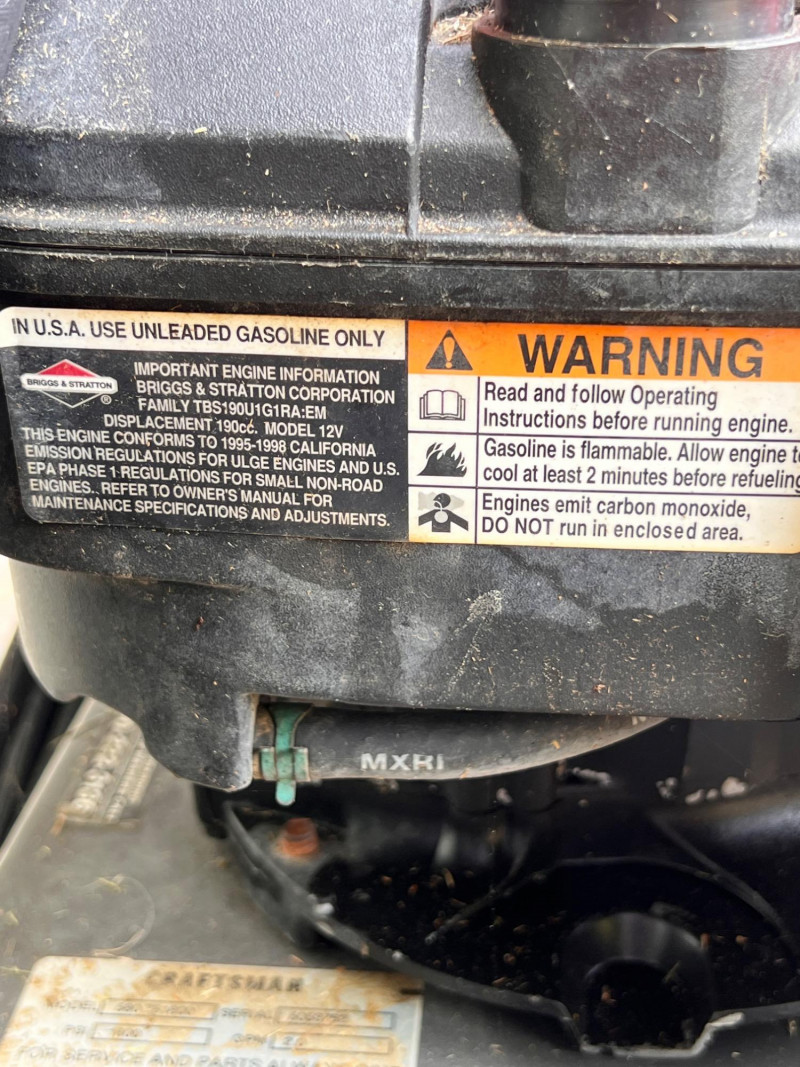 IN U.S.A. USE UNLEADED GASOLINE ONLY
BRIGGS & STRATTON
®
IMPORTANT ENGINE INFORMATION
BRIGGS & STRATTON CORPORATION
FAMILY TBS190U1G1RA:EM
DISPLACEMENT 190cc. MODEL 12V
THIS ENGINE CONFORMS TO 1995-1998 CALIFORNIA
EMISSION REGULATIONS FOR ULGE ENGINES AND U.S.
EPA PHASE 1 REGULATIONS FOR SMALL NON-ROAD
ENGINES. REFER TO OWNER'S MANUAL FOR
MAINTENANCE SPECIFICATIONS AND ADJUSTMENTS.
WARNING
Read and follow Operating
Instructions before running engine.
Gasoline is flammable. Allow engine t
cool at least 2 minutes before refueling
Engines emit carbon monoxide,
DO NOT run in enclosed area.
MXRI
CRAFTSMAN
MODEL SERIAL
PSI GPM
FOR SERVICE AND PARTS